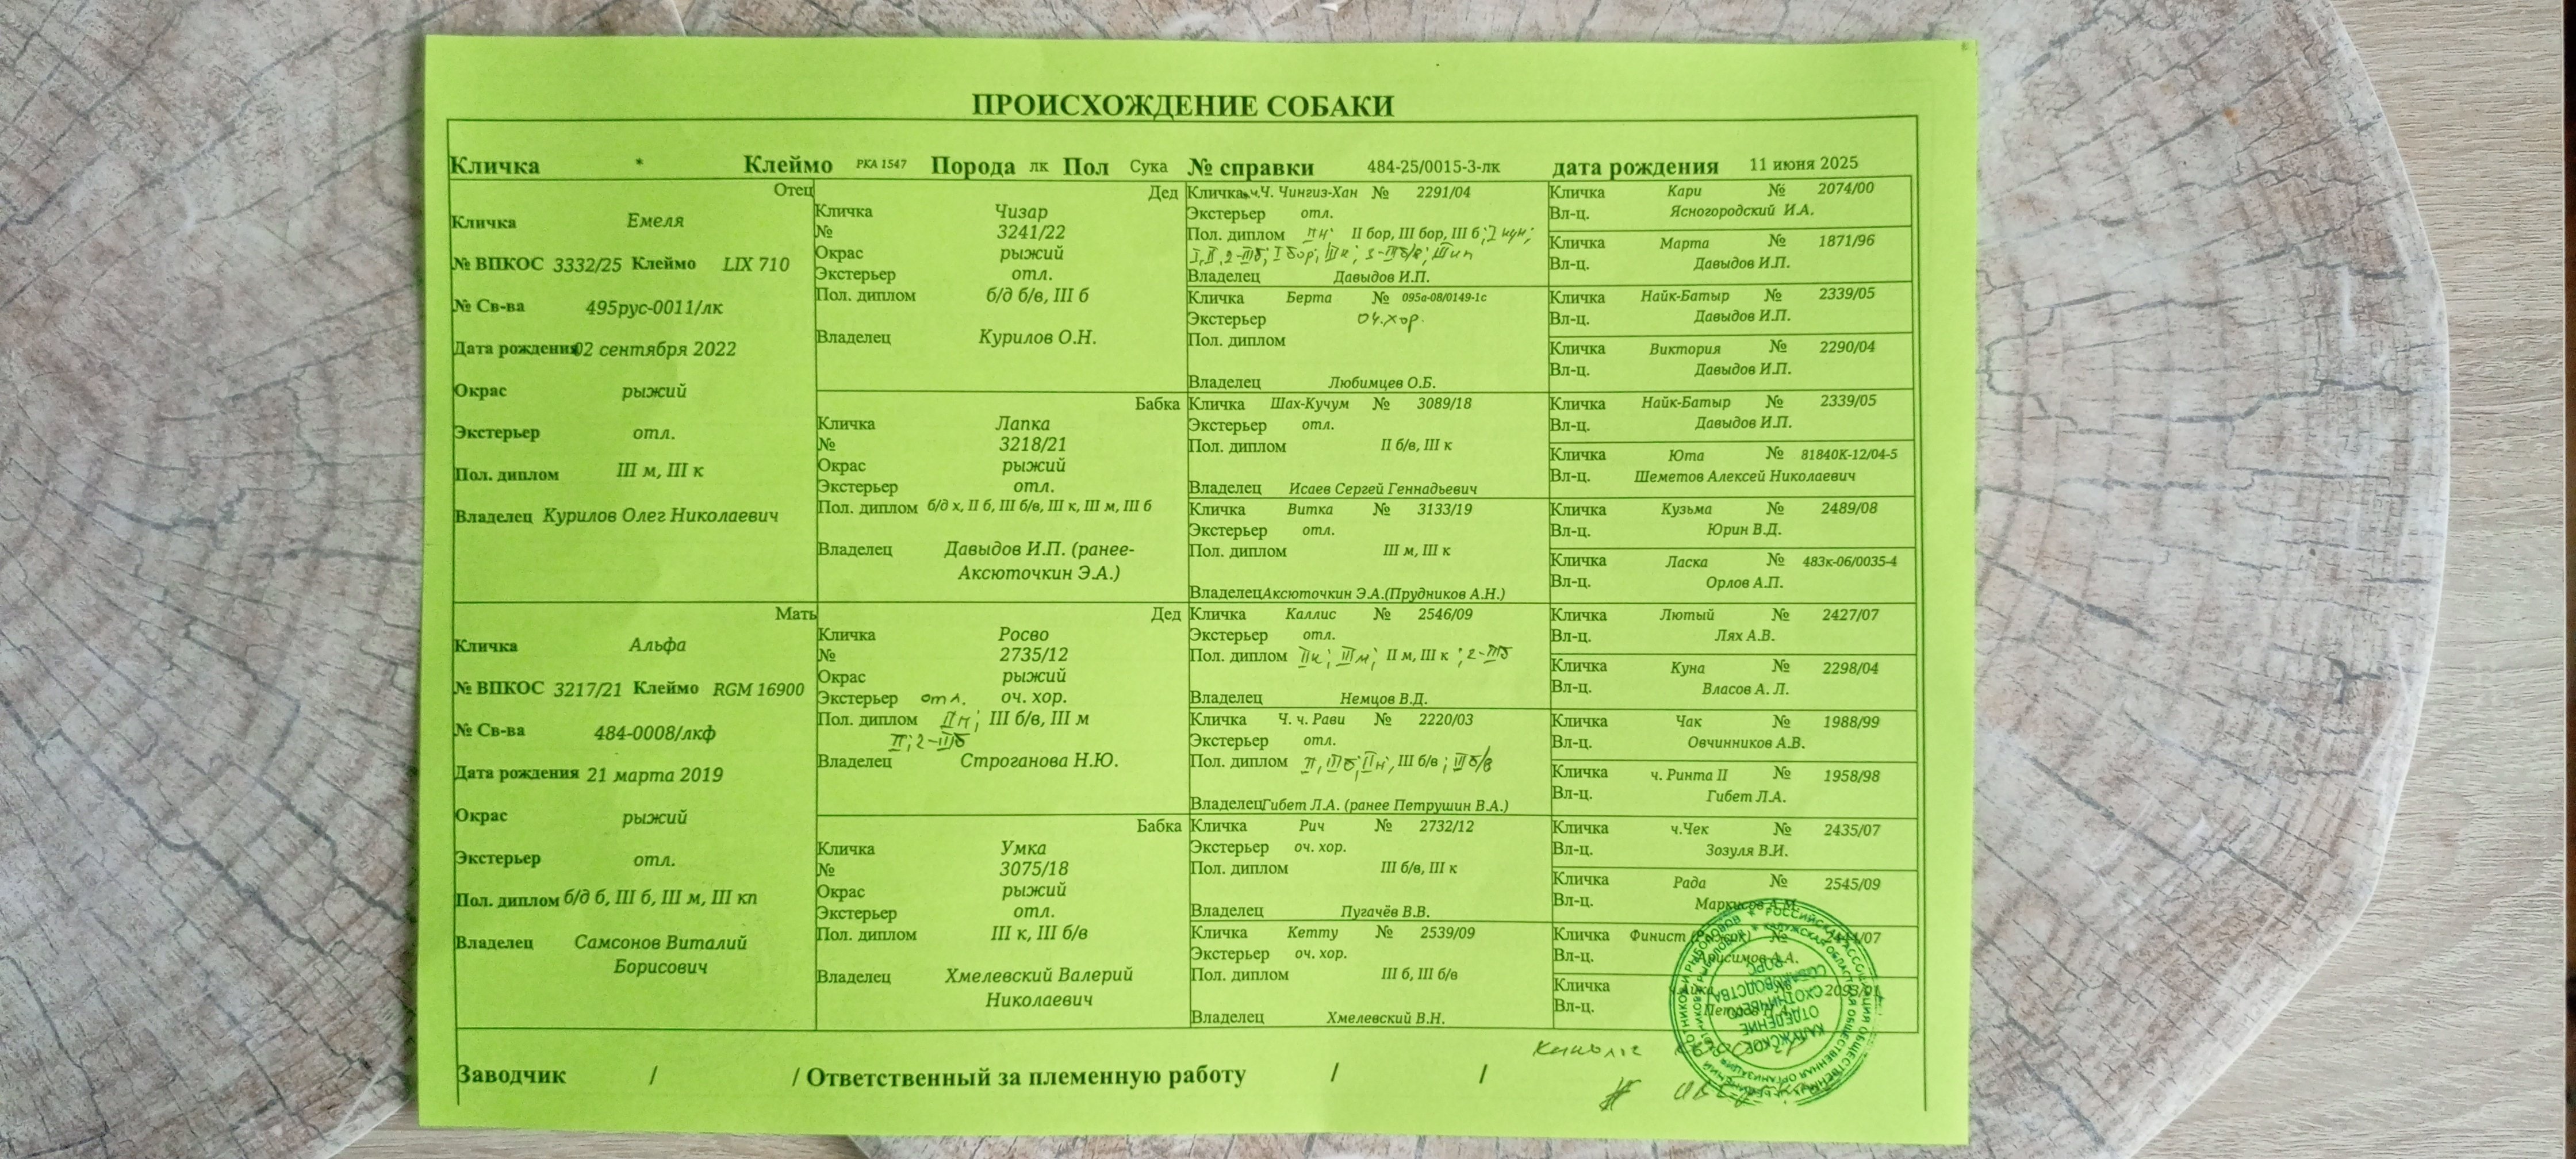 ПРОИСХОЖДЕНИЕ СОБАКИ
Кличка * Клеймо РКА 1547 Порода лк Пол Сука № справки 484-25/0015-3-лк дата рождения 11 июня 2025
Отец
Кличка Емеля
№ ВПКОС 3332/25 Клеймо LIX 710
№ Св-ва 495рус-0011/лк
Дата рождения 02 сентября 2022
Окрас рыжий
Экстерьер отл.
Пол. диплом III м, III к
Владелец Курилов Олег Николаевич
Мать
Кличка Альфа
№ ВПКОС 3217/21 Клеймо RGM 16900
№ Св-ва 484-0008/лкф
Дата рождения 21 марта 2019
Окрас рыжий
Экстерьер отл.
Пол. диплом б/д б, III б, III м, III кп
Владелец Самсонов Виталий
Борисович
Дед
Кличка Чизар
№ 3241/22
Окрас рыжий
Экстерьер отл.
Пол. диплом б/д б/в, III б
Владелец Курилов О.Н.
Бабка
Кличка Лапка
№ 3218/21
Окрас рыжий
Экстерьер отл.
Пол. диплом б/д х, II б, III б/в, III к, III м, III б
Владелец Давыдов И.П. (ранее-
Аксюточкин Э.А.)
Дед
Кличка Росво
№ 2735/12
Окрас рыжий
Экстерьер отл. оч. хор.
Пол. диплом III б/в, III м
II; 2-IIIб
Владелец Строганова Н.Ю.
Бабка
Кличка Умка
№ 3075/18
Окрас рыжий
Экстерьер отл.
Пол. диплом III к, III б/в
Владелец Хмелевский Валерий
Николаевич
Кличка ч.Ч. Чингиз-Хан № 2291/04
Экстерьер отл.
Пол. диплом II бор, III бор, III б;
Владелец Давыдов И.П.
Кличка Берта № 095а-08/0149-1с
Экстерьер оч.хор.
Пол. диплом
Владелец Любимцев О.Б.
Кличка Шах-Кучум № 3089/18
Экстерьер отл.
Пол. диплом II б/в, III к
Владелец Исаев Сергей Геннадьевич
Кличка Витка № 3133/19
Экстерьер отл.
Пол. диплом III м, III к
Владелец Аксюточкин Э.А.(Прудников А.Н.)
Кличка Каллис № 2546/09
Экстерьер отл.
Пол. диплом IIк; IIIм; II м, III к ; 2-IIIб
Владелец Немцов В.Д.
Кличка Ч. ч. Рави № 2220/03
Экстерьер отл.
Пол. диплом III б/в ; IIIб/в
Владелец Гибет Л.А. (ранее Петрушин В.А.)
Кличка Рич № 2732/12
Экстерьер оч. хор.
Пол. диплом III б/в, III к
Владелец Пугачёв В.В.
Кличка Кетту № 2539/09
Экстерьер оч. хор.
Пол. диплом III б, III б/в
Владелец Хмелевский В.Н.
Кличка Кари № 2074/00
Вл-ц. Ясногородский И.А.
Кличка Марта № 1871/96
Вл-ц. Давыдов И.П.
Кличка Найк-Батыр № 2339/05
Вл-ц. Давыдов И.П.
Кличка Виктория № 2290/04
Вл-ц. Давыдов И.П.
Кличка Найк-Батыр № 2339/05
Вл-ц. Давыдов И.П.
Кличка Юта № 81840К-12/04-5
Вл-ц. Шеметов Алексей Николаевич
Кличка Кузьма № 2489/08
Вл-ц. Юрин В.Д.
Кличка Ласка № 483к-06/0035-4
Вл-ц. Орлов А.П.
Кличка Лютый № 2427/07
Вл-ц. Лях А.В.
Кличка Куна № 2298/04
Вл-ц. Власов А. Л.
Кличка Чак № 1988/99
Вл-ц. Овчинников А.В.
Кличка ч. Ринта II № 1958/98
Вл-ц. Гибет Л.А.
Кличка ч.Чек № 2435/07
Вл-ц. Зозуля В.И.
Кличка Рада № 2545/09
Вл-ц. Маркисов А.М.
Кличка Финист №
Вл-ц.
Кличка 2093/01
Вл-ц.
Заводчик / / Ответственный за племенную работу / /
КАЛУЖСКОЕ
ОТДЕЛЕНИЕ
ОХОТНИЧЬЕГО
СОБАКОВОДСТВА
РОРС